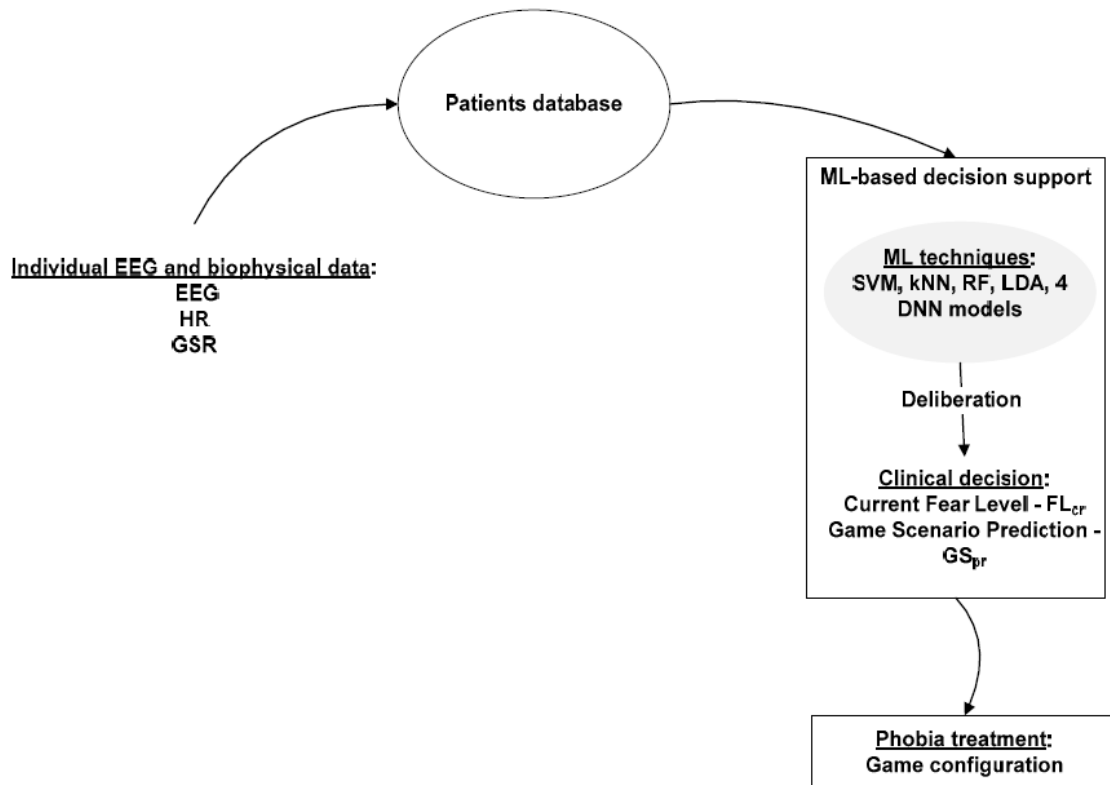 Patients database
ML-based decision support
Individual EEG and biophysical data:
EEG
HR
GSR
ML techniques:
SVM, kNN, RF, LDA, 4
DNN models
Deliberation
Clinical decision:
Current Fear Level - FLcr
Game Scenario Prediction -
GSpr
Phobia treatment:
Game configuration